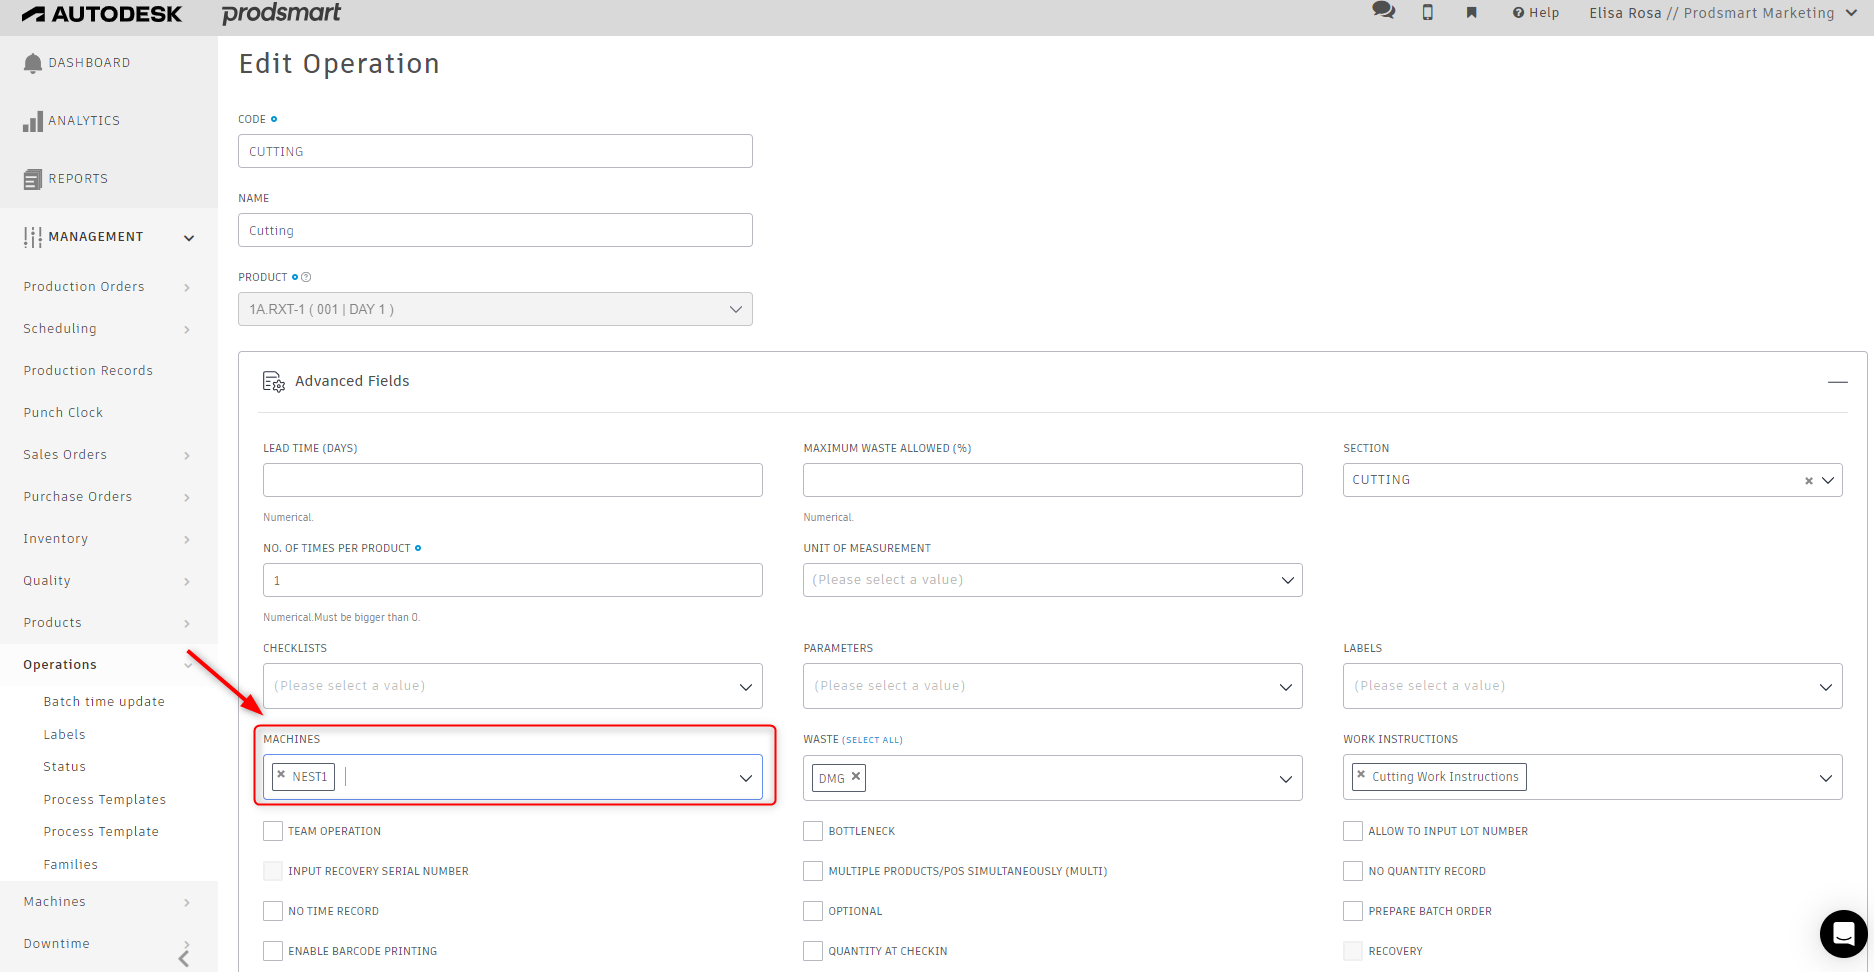 AUTODESK prodsmart Help Elisa Rosa // Prodsmart Marketing
DASHBOARD
ANALYTICS
REPORTS
MANAGEMENT
Production Orders
Scheduling
Production Records
Punch Clock
Sales Orders
Purchase Orders
Inventory
Quality
Products
Operations
Batch time update
Labels
Status
Process Templates
Process Template
Families
Machines
Downtime
Edit Operation
CODE
CUTTING
NAME
Cutting
PRODUCT
1A.RXT-1 ( 001 | DAY 1 )
Advanced Fields
LEAD TIME (DAYS) MAXIMUM WASTE ALLOWED (%) SECTION
CUTTING
Numerical. Numerical.
NO. OF TIMES PER PRODUCT UNIT OF MEASUREMENT
1 (Please select a value)
Numerical.Must be bigger than 0.
CHECKLISTS PARAMETERS LABELS
(Please select a value) (Please select a value) (Please select a value)
MACHINES WASTE (SELECT ALL) WORK INSTRUCTIONS
NEST1 DMG Cutting Work Instructions
TEAM OPERATION BOTTLENECK ALLOW TO INPUT LOT NUMBER
INPUT RECOVERY SERIAL NUMBER MULTIPLE PRODUCTS/POS SIMULTANEOUSLY (MULTI) NO QUANTITY RECORD
NO TIME RECORD OPTIONAL PREPARE BATCH ORDER
ENABLE BARCODE PRINTING QUANTITY AT CHECKIN RECOVERY